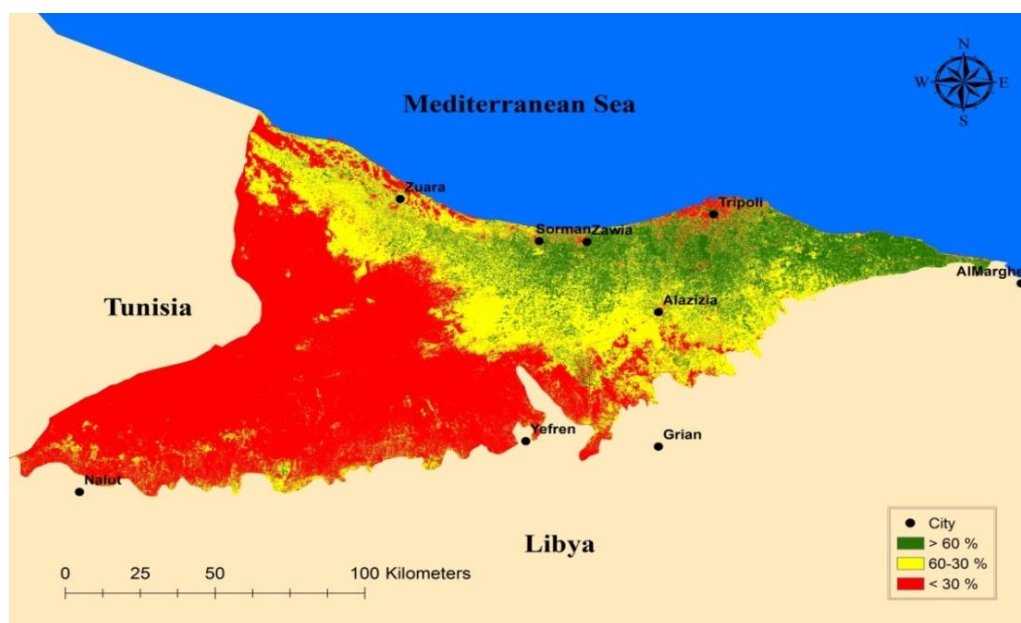 N
W E
S
Mediterranean Sea
Zuara
Tripoli
Sorman Zawia
AlMarghe
Tunisia
Alazizia
Yefren
Grian
Nalut
Libya
City
> 60 %
60-30 %
< 30 %
0 25 50 100 Kilometers